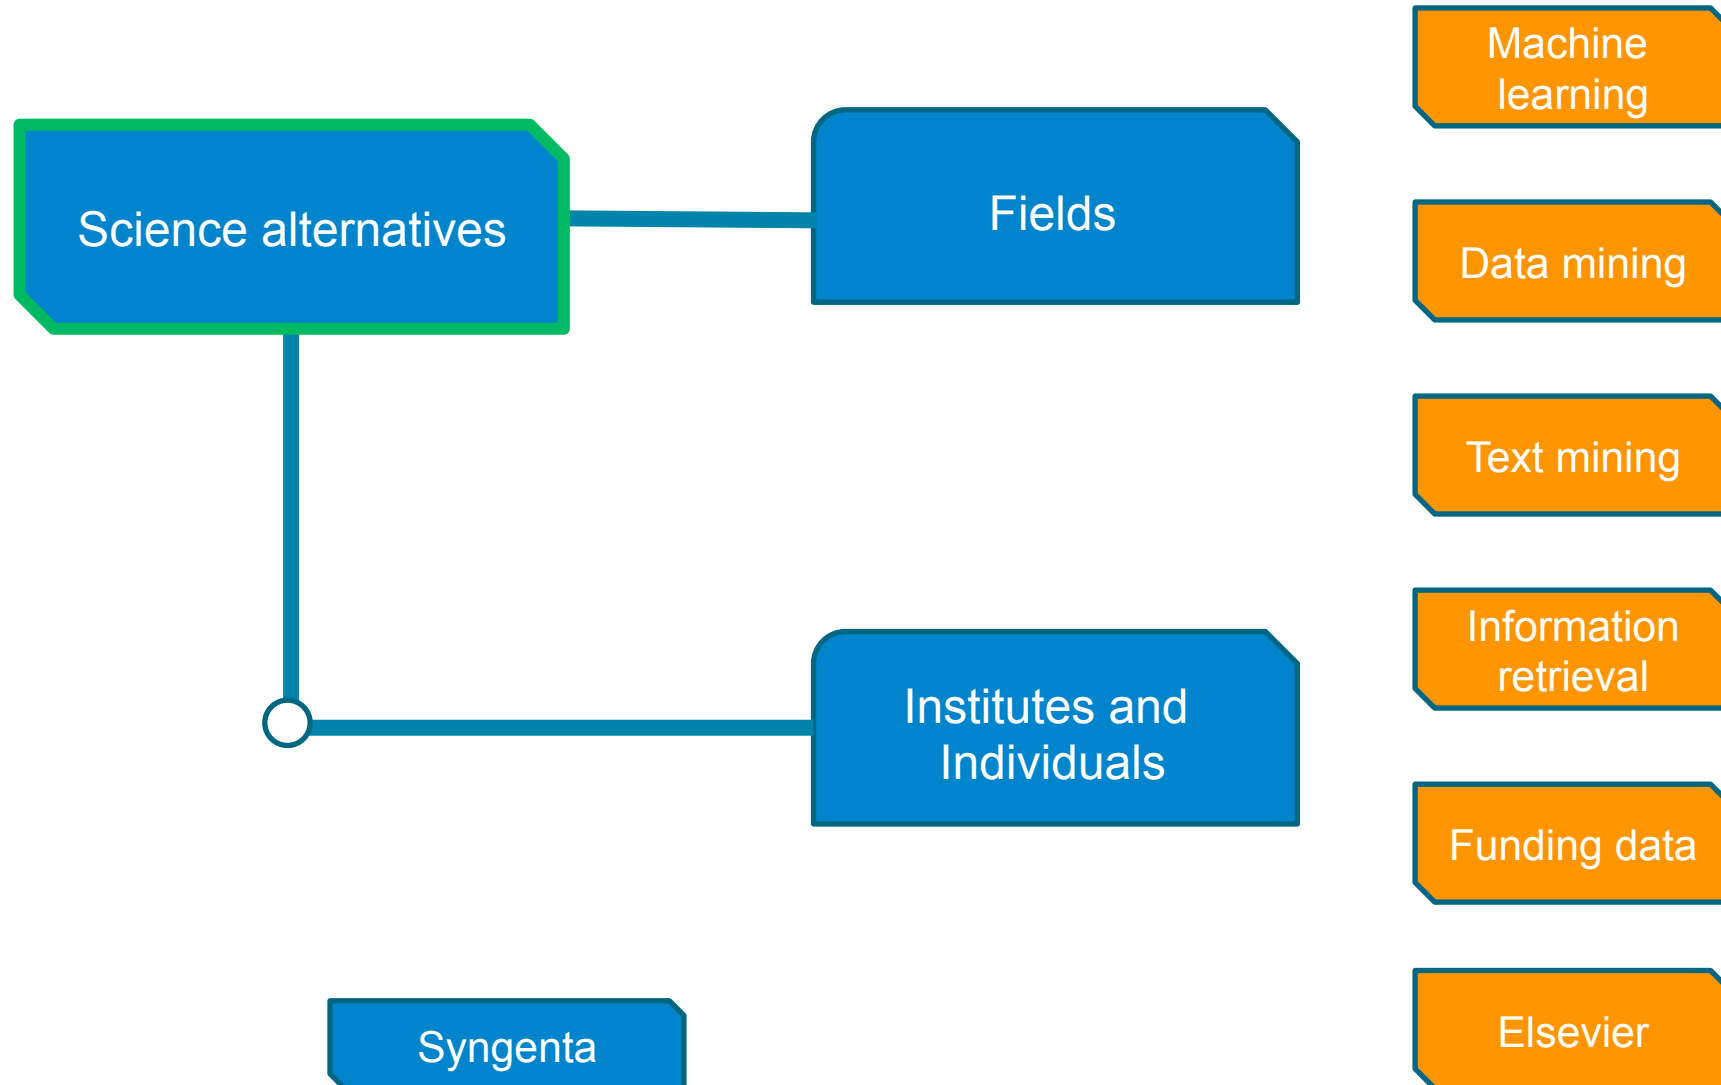 Science alternatives
Fields
Institutes and
Individuals
Syngenta
Machine
learning
Data mining
Text mining
Information
retrieval
Funding data
Elsevier